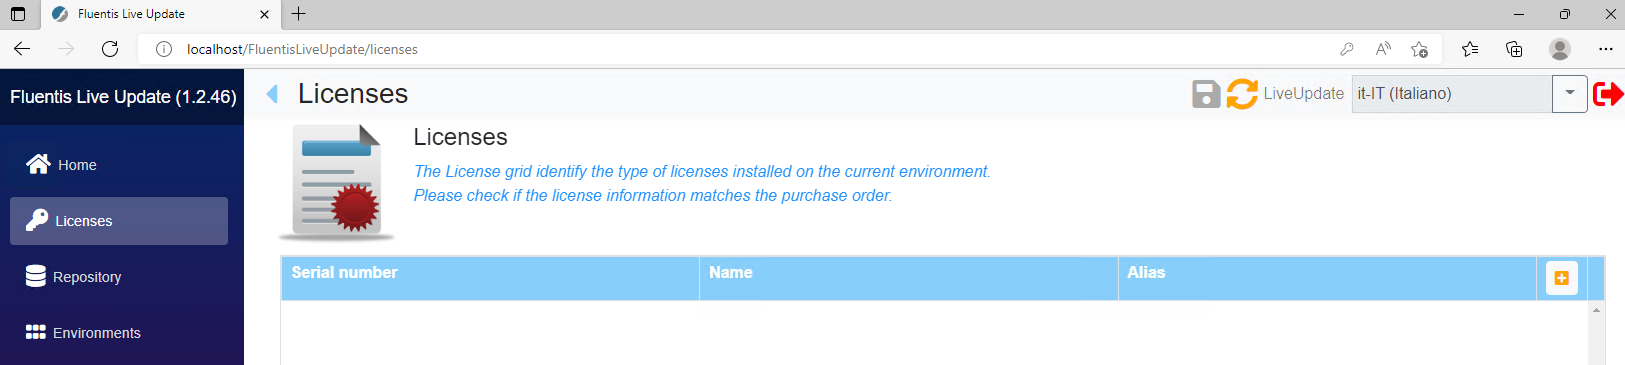 Fluentis Live Update
localhost/FluentisLiveUpdate/licenses
Fluentis Live Update (1.2.46)
Licenses
LiveUpdate
it-IT (Italiano)
Home
Licenses
Repository
Environments
Licenses
The License grid identify the type of licenses installed on the current environment.
Please check if the license information matches the purchase order.
Serial number
Name
Alias